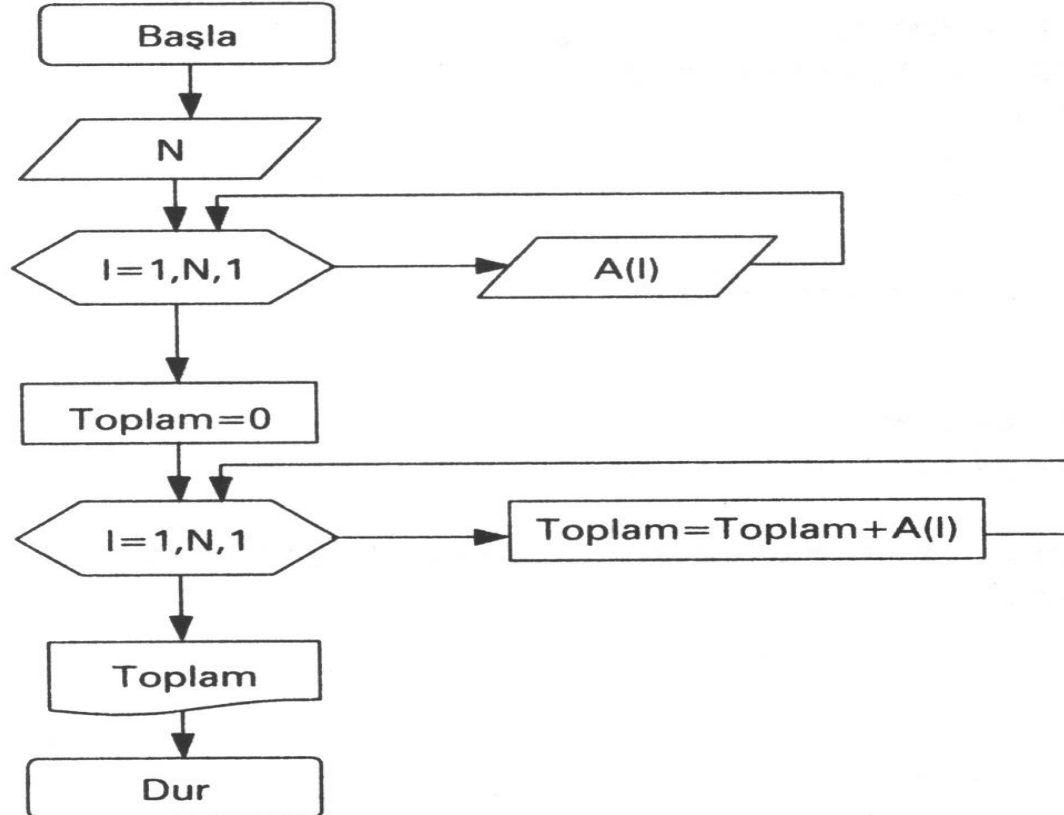 Başla
N
I=1,N,1
A(I)
Toplam=0
I=1,N,1
Toplam=Toplam+A(I)
Toplam
Dur